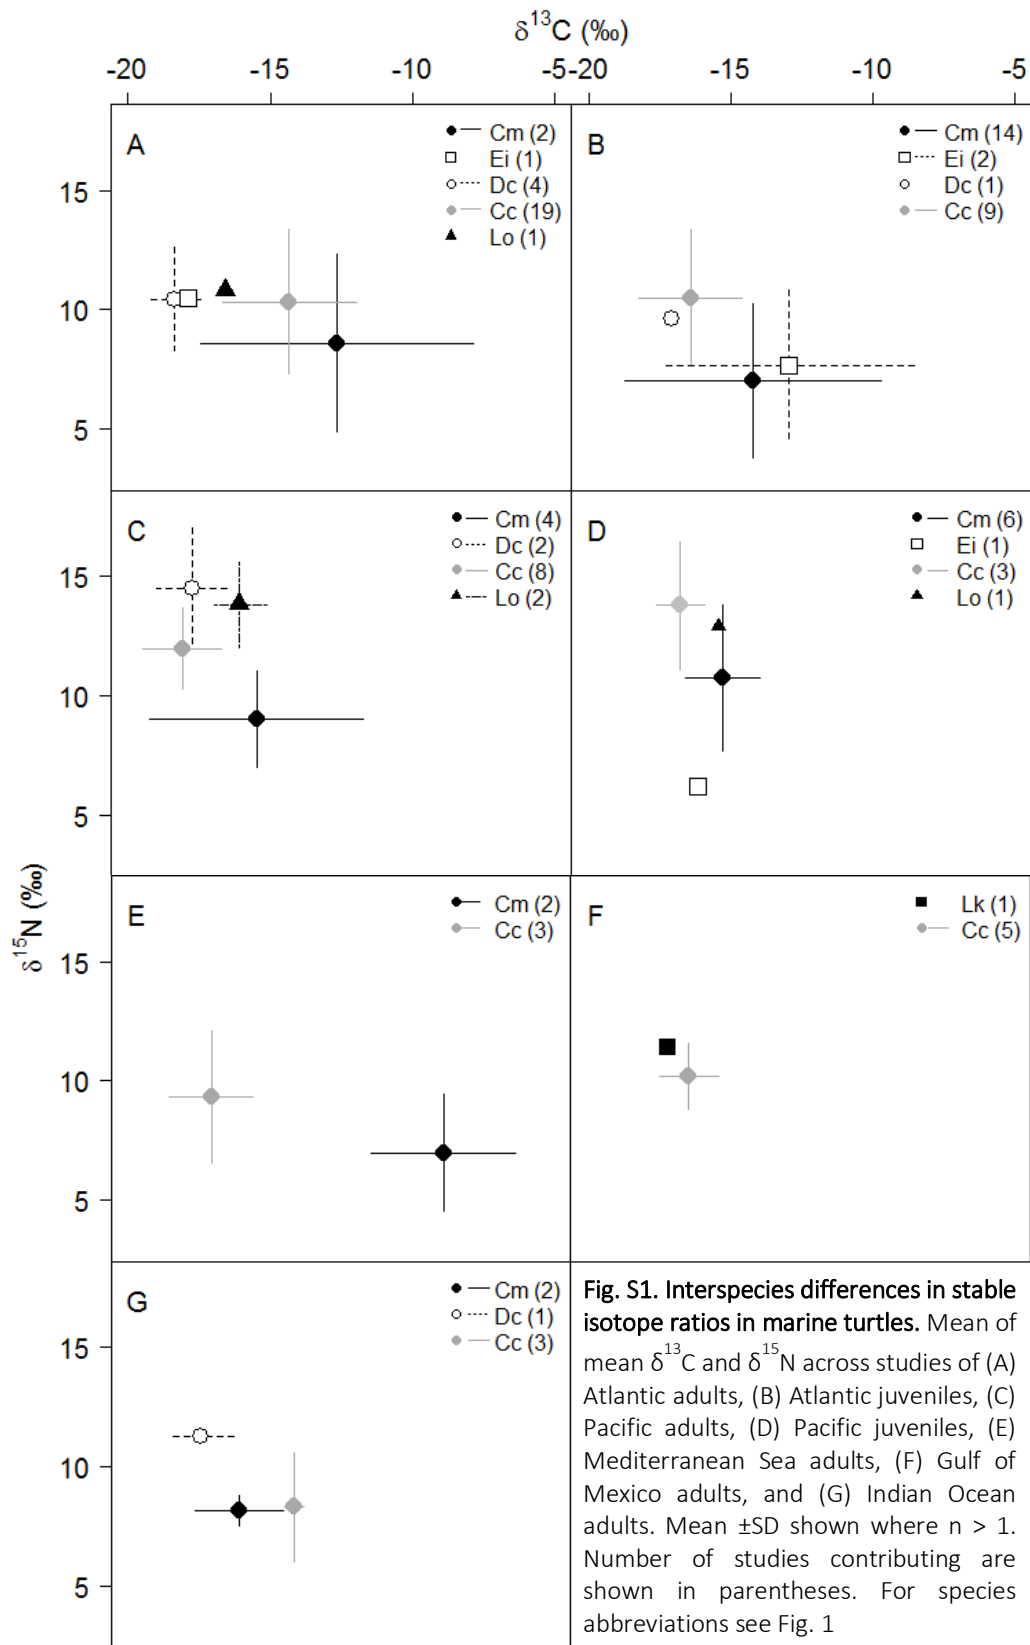 δ13C (‰)
-20 -15 -10 -5 -20 -15 -10 -5
A
Cm (2)
Ei (1)
Dc (4)
Cc (19)
Lo (1)
B
Cm (14)
Ei (2)
Dc (1)
Cc (9)
15
10
5
C
Cm (4)
Dc (2)
Cc (8)
Lo (2)
D
Cm (6)
Ei (1)
Cc (3)
Lo (1)
15
10
5
δ15N (‰)
E
Cm (2)
Cc (3)
F
Lk (1)
Cc (5)
15
10
5
G
Cm (2)
Dc (1)
Cc (3)
15
10
5
Fig. S1. Interspecies differences in stable
isotope ratios in marine turtles. Mean of
mean δ13C and δ15N across studies of (A)
Atlantic adults, (B) Atlantic juveniles, (C)
Pacific adults, (D) Pacific juveniles, (E)
Mediterranean Sea adults, (F) Gulf of
Mexico adults, and (G) Indian Ocean
adults. Mean ±SD shown where n > 1.
Number of studies contributing are
shown in parentheses. For species
abbreviations see Fig. 1